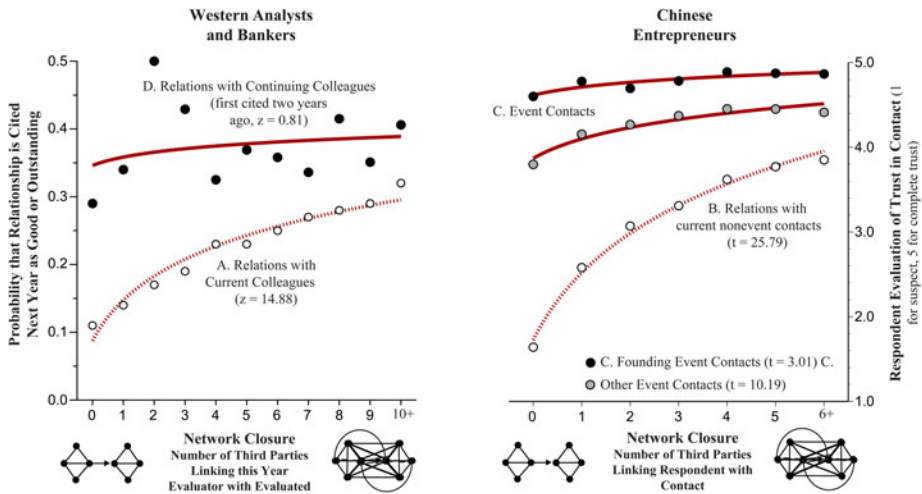 Western Analysts
and Bankers
Probability that Relationship is Cited
Next Year as Good or Outstanding
0.5
0.4
0.3
0.2
0.1
0.0
D. Relations with Continuing Colleagues
(first cited two years
ago, z = 0.81)
A. Relations with
Current Colleagues
(z = 14.88)
0 1 2 3 4 5 6 7 8 9 10+
Network Closure
Number of Third Parties
Linking this Year
Evaluator with Evaluated
Chinese
Entrepreneurs
C. Event Contacts
B. Relations with
current nonevent contacts
(t = 25.79)
C. Founding Event Contacts (t = 3.01) C.
Other Event Contacts (t = 10.19)
5.0
4.0
3.0
2.0
1.0
Respondent Evaluation of Trust in Contact (1
for suspect, 5 for complete trust)
0 1 2 3 4 5 6+
Network Closure
Number of Third Parties
Linking Respondent with
Contact